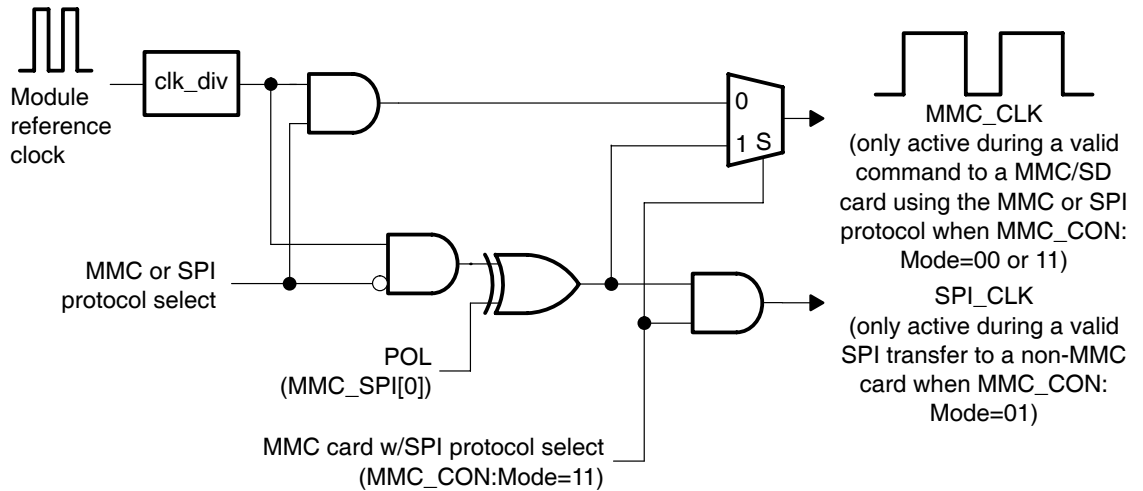 clk_div
Module
reference
clock
0
1 S
MMC_CLK
(only active during a valid
command to a MMC/SD
card using the MMC or SPI
protocol when MMC_CON:
Mode=00 or 11)
MMC or SPI
protocol select
SPI_CLK
(only active during a valid
SPI transfer to a non-MMC
card when MMC_CON:
Mode=01)
POL
(MMC_SPI[0])
MMC card w/SPI protocol select
(MMC_CON:Mode=11)